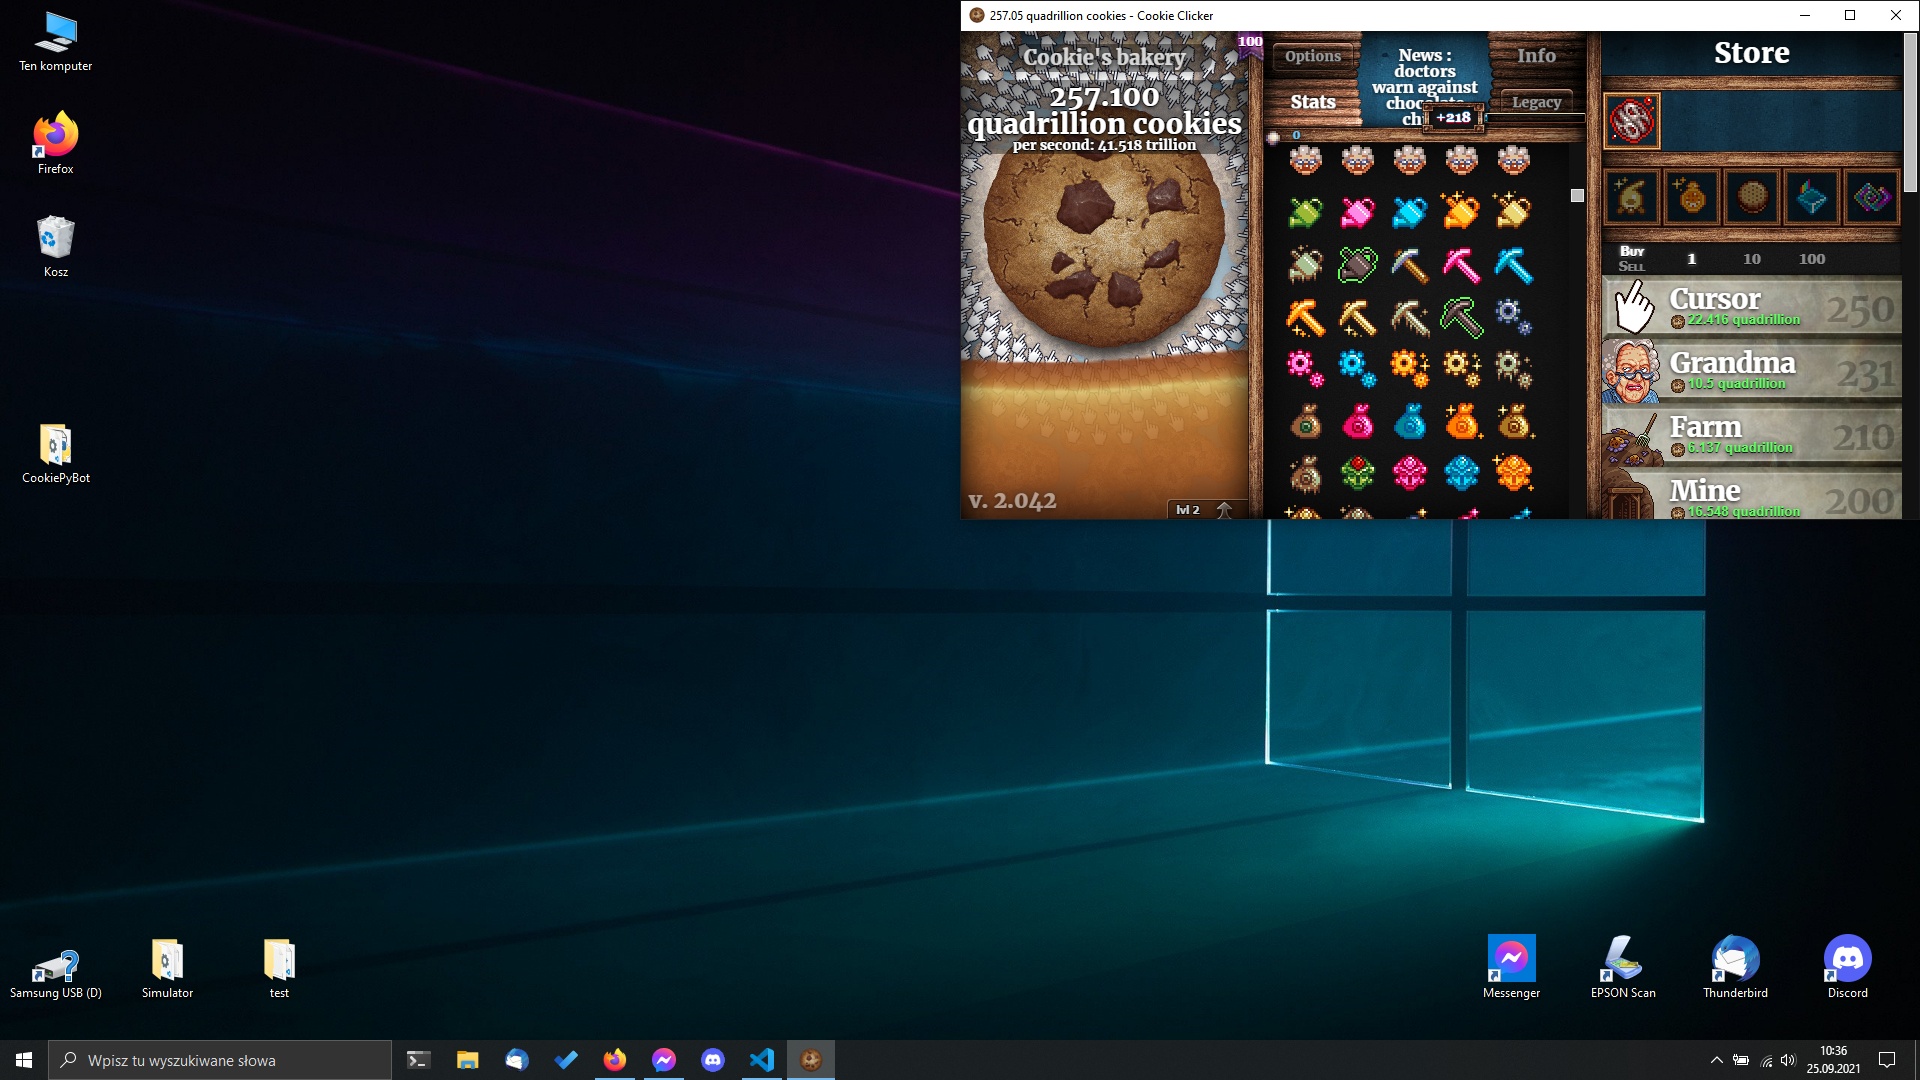 Ten komputer
Firefox
Kosz
CookiePyBot
Samsung USB (D)
Simulator
test
257.05 quadrillion cookies - Cookie Clicker
Cookie's bakery
257.100
quadrillion cookies
per second: 41.518 trillion
v. 2.042
lvl 2
100
Options
Stats
News :
doctors
warn against
chocolate
ch
+218
Info
Legacy
0
Store
Buy
Sell
1
10
100
Cursor
22.416 quadrillion
250
Grandma
10.5 quadrillion
231
Farm
6.137 quadrillion
210
Mine
16.548 quadrillion
200
Messenger
EPSON Scan
Thunderbird
Discord
Wpisz tu wyszukiwane słowa
10:36
25.09.2021